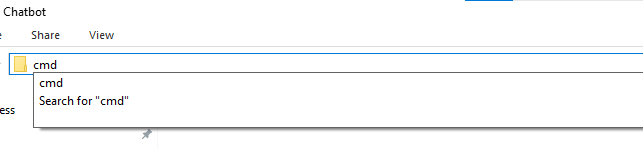 Chatbot
Share View
cmd
cmd
Search for "cmd"
ess